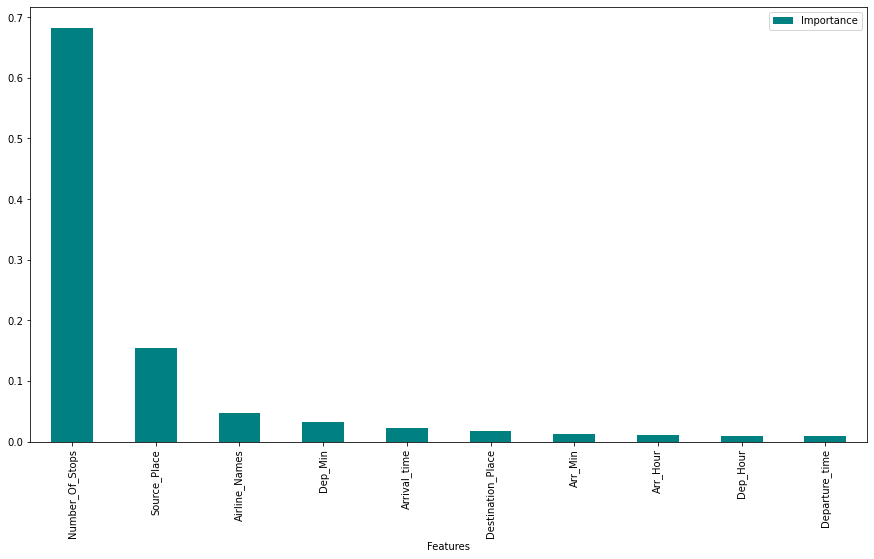 Importance
0.7
0.6
0.5
0.4
0.3
0.2
0.1
0.0
Number_Of_Stops
Source_Place
Airline_Names
Dep_Min
Arrival_time
Destination_Place
Arr_Min
Arr_Hour
Dep_Hour
Departure_time
Features